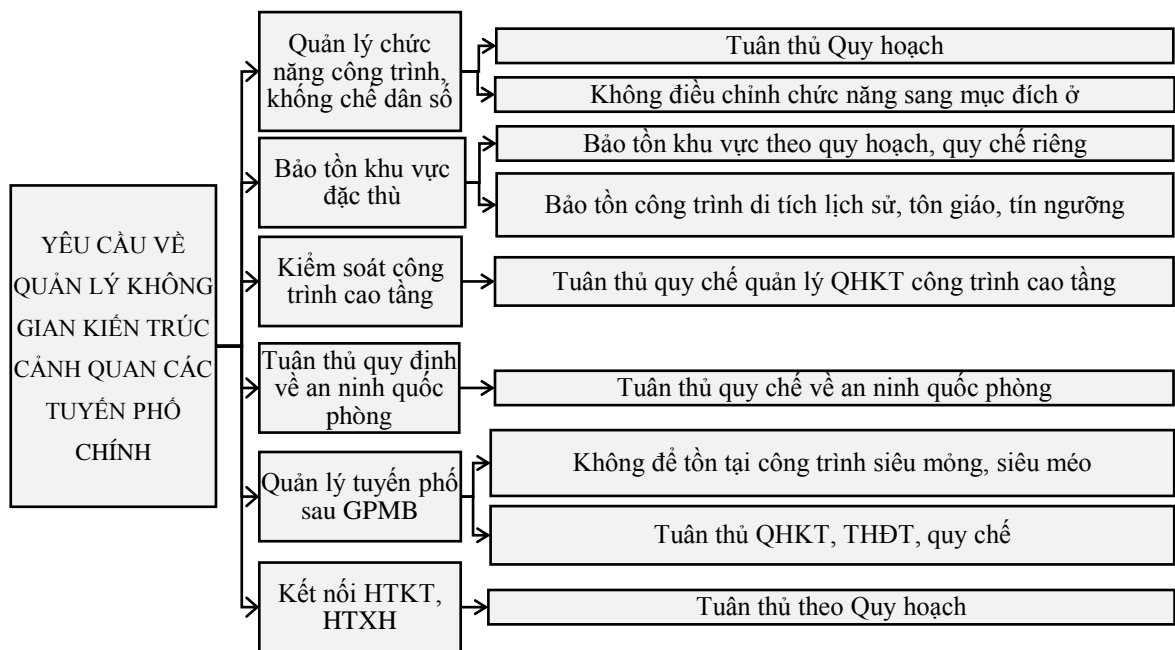 YÊU CẦU VỀ
QUẢN LÝ KHÔNG
GIAN KIẾN TRÚC
CẢNH QUAN CÁC
TUYẾN PHỐ
CHÍNH
Quản lý chức
năng công trình,
khống chế dân số
Tuân thủ Quy hoạch
Không điều chỉnh chức năng sang mục đích ở
Bảo tồn khu vực
đặc thù
Bảo tồn khu vực theo quy hoạch, quy chế riêng
Bảo tồn công trình di tích lịch sử, tôn giáo, tín ngưỡng
Kiểm soát công
trình cao tầng
Tuân thủ quy chế quản lý QHKT công trình cao tầng
Tuân thủ quy định
về an ninh quốc
phòng
Tuân thủ quy chế về an ninh quốc phòng
Quản lý tuyến phố
sau GPMB
Không để tồn tại công trình siêu mỏng, siêu méo
Tuân thủ QHKT, THĐT, quy chế
Kết nối HTKT,
HTXH
Tuân thủ theo Quy hoạch